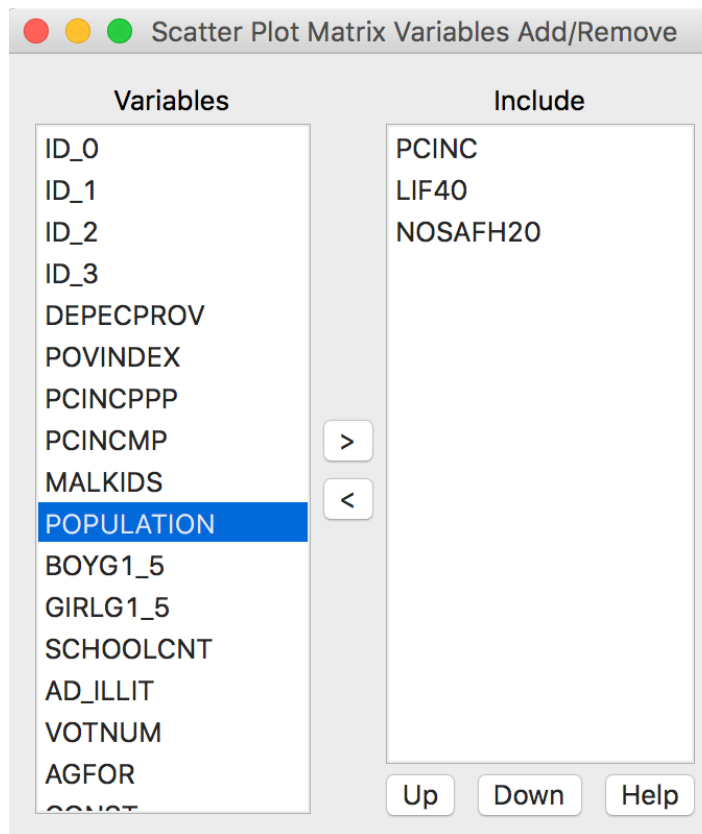 Scatter Plot Matrix Variables Add/Remove
Variables
ID_0
ID_1
ID_2
ID_3
DEPECPROV
POVINDEX
PCINCPPP
PCINCMP
MALKIDS
POPULATION
BOYG1_5
GIRLG1_5
SCHOOLCNT
AD_ILLIT
VOTNUM
AGFOR
>
<
Include
PCINC
LIF40
NOSAFH20
Up Down Help